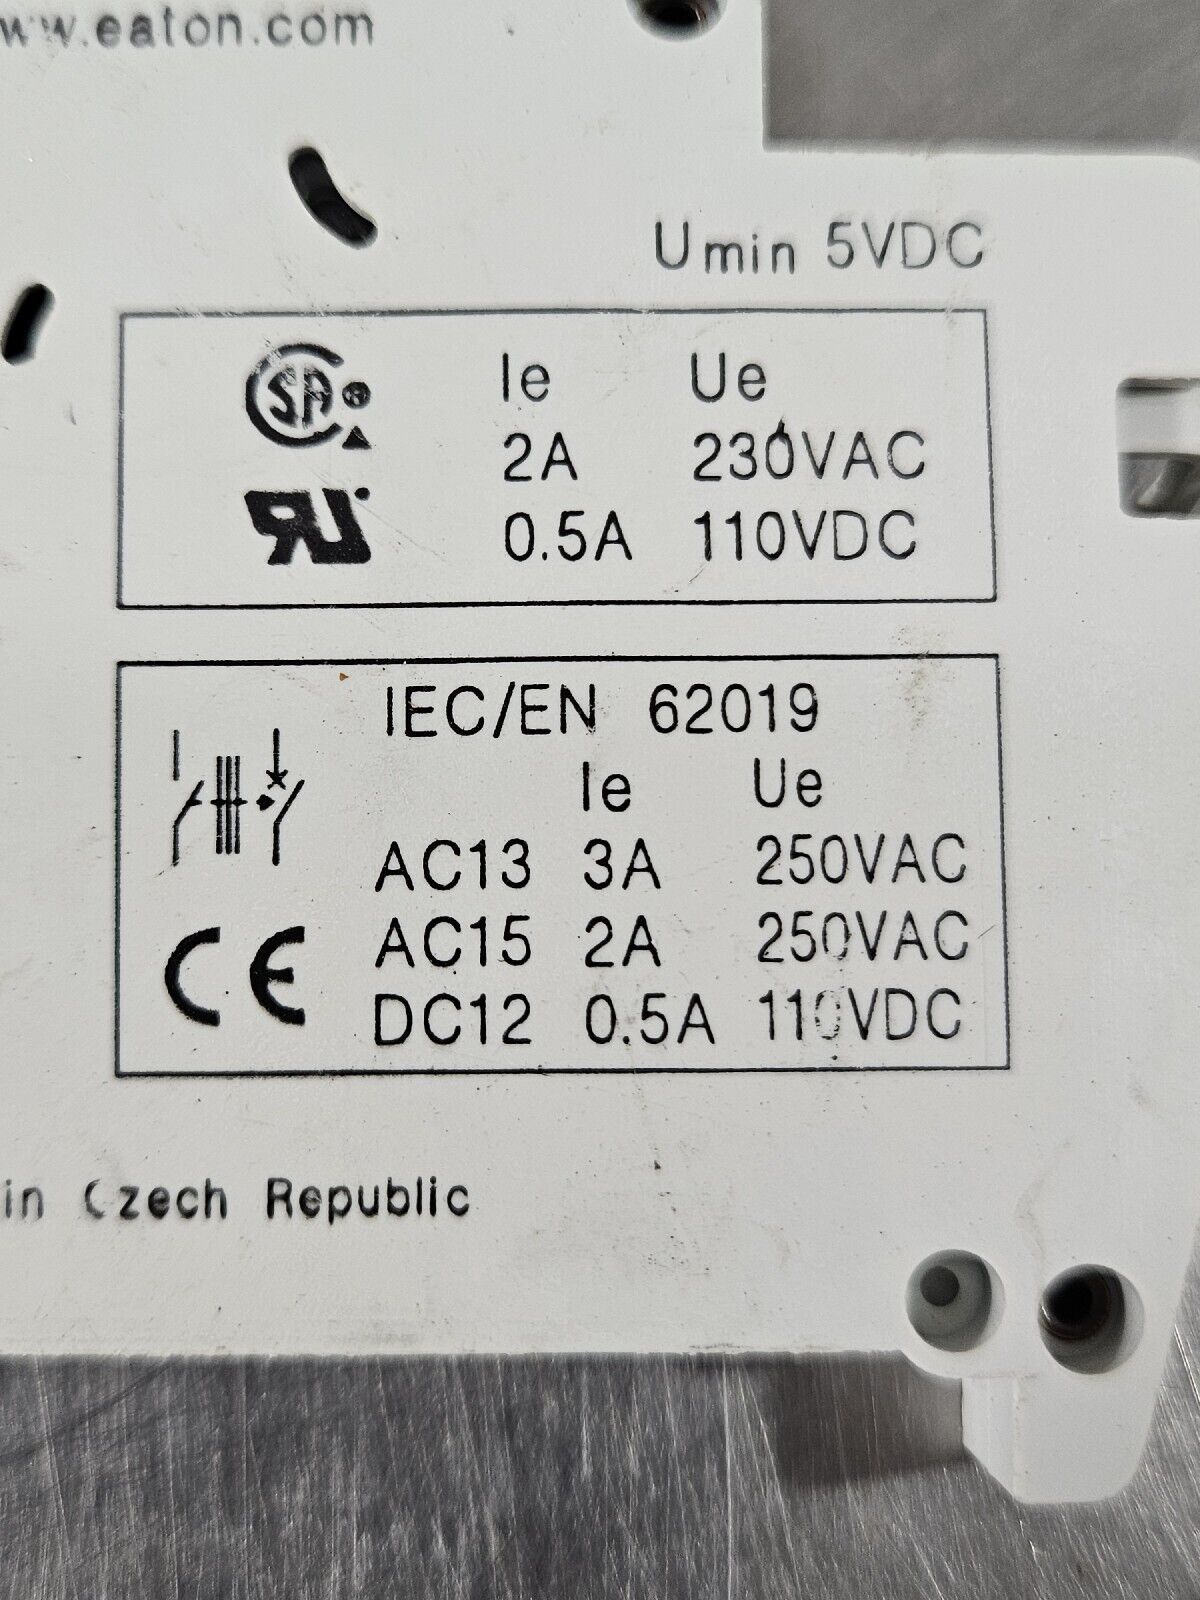 www.eaton.com
Umin 5VDC
Ie Ue
2A 230VAC
0.5A 110VDC
IEC/EN 62019
Ie Ue
AC13 3A 250VAC
AC15 2A 250VAC
DC12 0.5A 110VDC
CE
in Czech Republic